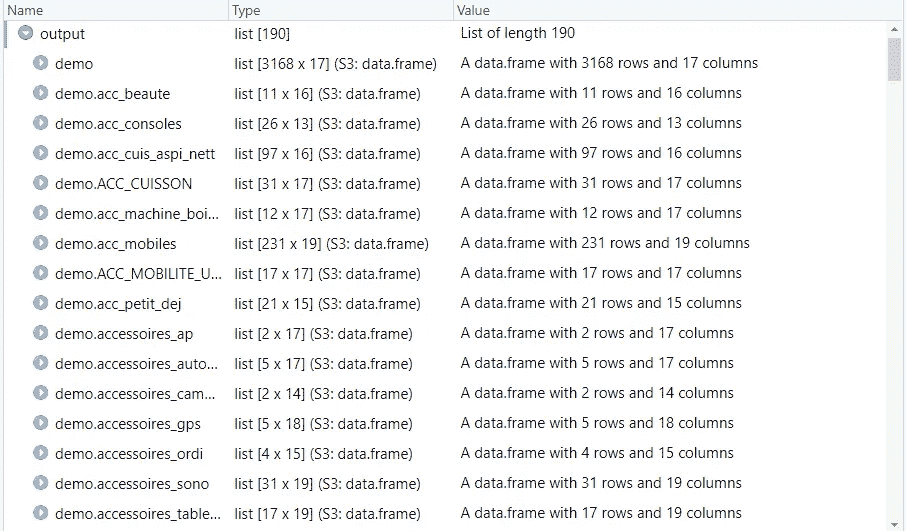 Name Type Value
output list [190] List of length 190
demo list [3168 x 17] (S3: data.frame) A data.frame with 3168 rows and 17 columns
demo.acc_beaute list [11 x 16] (S3: data.frame) A data.frame with 11 rows and 16 columns
demo.acc_consoles list [26 x 13] (S3: data.frame) A data.frame with 26 rows and 13 columns
demo.acc_cuis_aspi_nett list [97 x 16] (S3: data.frame) A data.frame with 97 rows and 16 columns
demo.ACC_CUISSON list [31 x 17] (S3: data.frame) A data.frame with 31 rows and 17 columns
demo.acc_machine_boi... list [12 x 17] (S3: data.frame) A data.frame with 12 rows and 17 columns
demo.acc_mobiles list [231 x 19] (S3: data.frame) A data.frame with 231 rows and 19 columns
demo.ACC_MOBILITE_U... list [17 x 17] (S3: data.frame) A data.frame with 17 rows and 17 columns
demo.acc_petit_dej list [21 x 15] (S3: data.frame) A data.frame with 21 rows and 15 columns
demo.accessoires_ap list [2 x 17] (S3: data.frame) A data.frame with 2 rows and 17 columns
demo.accessoires_auto... list [5 x 17] (S3: data.frame) A data.frame with 5 rows and 17 columns
demo.accessoires_cam... list [2 x 14] (S3: data.frame) A data.frame with 2 rows and 14 columns
demo.accessoires_gps list [5 x 18] (S3: data.frame) A data.frame with 5 rows and 18 columns
demo.accessoires_ordi list [4 x 15] (S3: data.frame) A data.frame with 4 rows and 15 columns
demo.accessoires_sono list [31 x 19] (S3: data.frame) A data.frame with 31 rows and 19 columns
demo.accessoires_table... list [17 x 19] (S3: data.frame) A data.frame with 17 rows and 19 columns